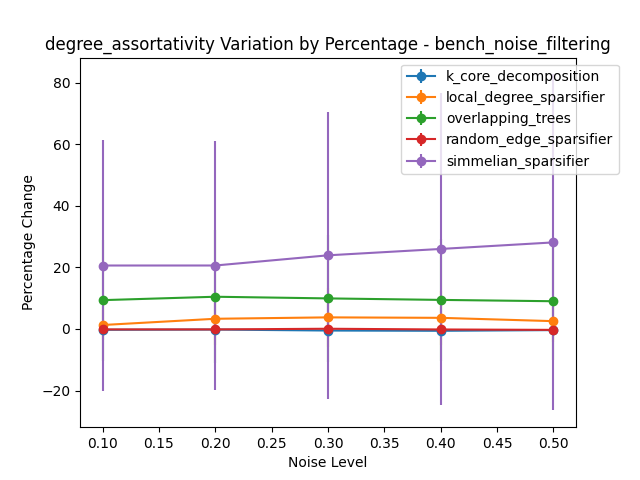 degree_assortativity Variation by Percentage - bench_noise_filtering
k_core_decomposition
local_degree_sparsifier
overlapping_trees
random_edge_sparsifier
simmelian_sparsifier
Percentage Change
80
60
40
20
0
−20
0.10 0.15 0.20 0.25 0.30 0.35 0.40 0.45 0.50
Noise Level